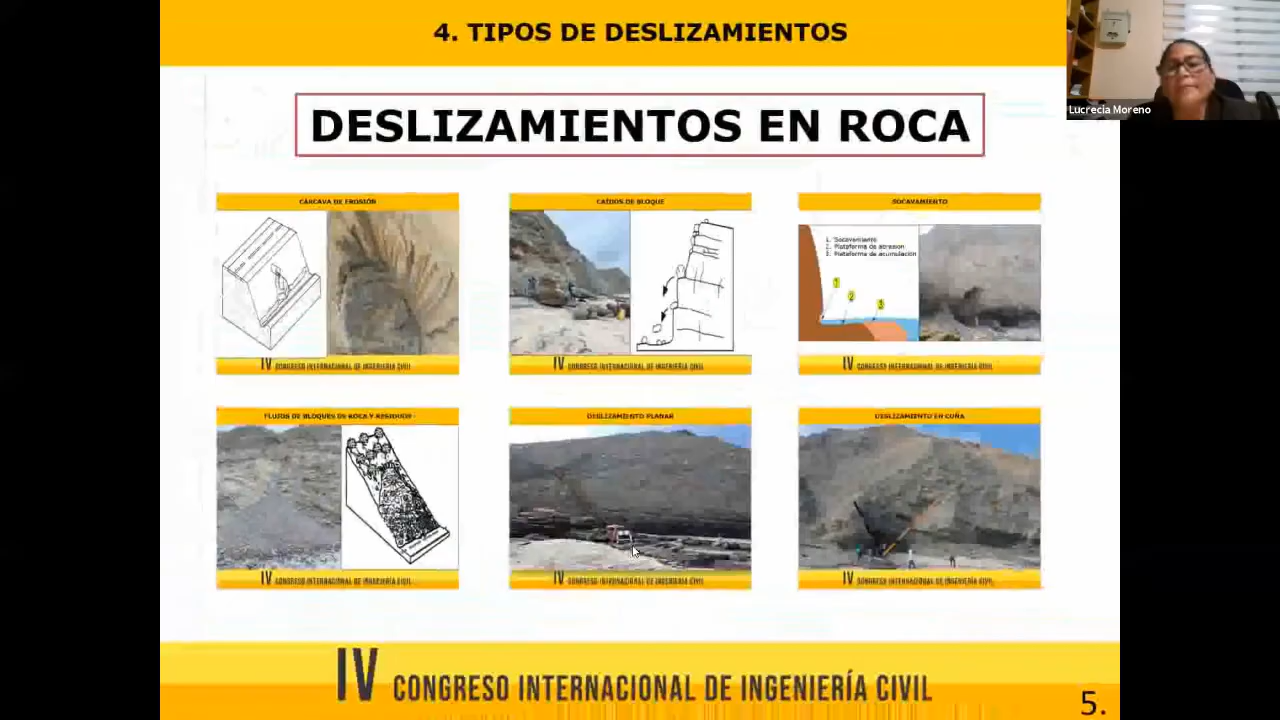 4. TIPOS DE DESLIZAMIENTOS
Lucrecia Moreno
DESLIZAMIENTOS EN ROCA
CÁRCAVA DE EROSIÓN
CAÍDOS DE BLOQUE
SOCAVAMIENTO
1. Socavamiento
2. Plataforma de abrasion
3. Plataforma de acumulación
1
2
3
IV CONGRESO INTERNACIONAL DE INGENIERÍA CIVIL
IV CONGRESO INTERNACIONAL DE INGENIERÍA CIVIL
IV CONGRESO INTERNACIONAL DE INGENIERÍA CIVIL
FLUJOS DE BLOQUES DE ROCA Y RESIDUOS
DESLIZAMIENTO PLANAR
DESLIZAMIENTO EN CUÑA
IV CONGRESO INTERNACIONAL DE INGENIERÍA CIVIL
IV CONGRESO INTERNACIONAL DE INGENIERÍA CIVIL
IV CONGRESO INTERNACIONAL DE INGENIERÍA CIVIL
IV CONGRESO INTERNACIONAL DE INGENIERÍA CIVIL
5.